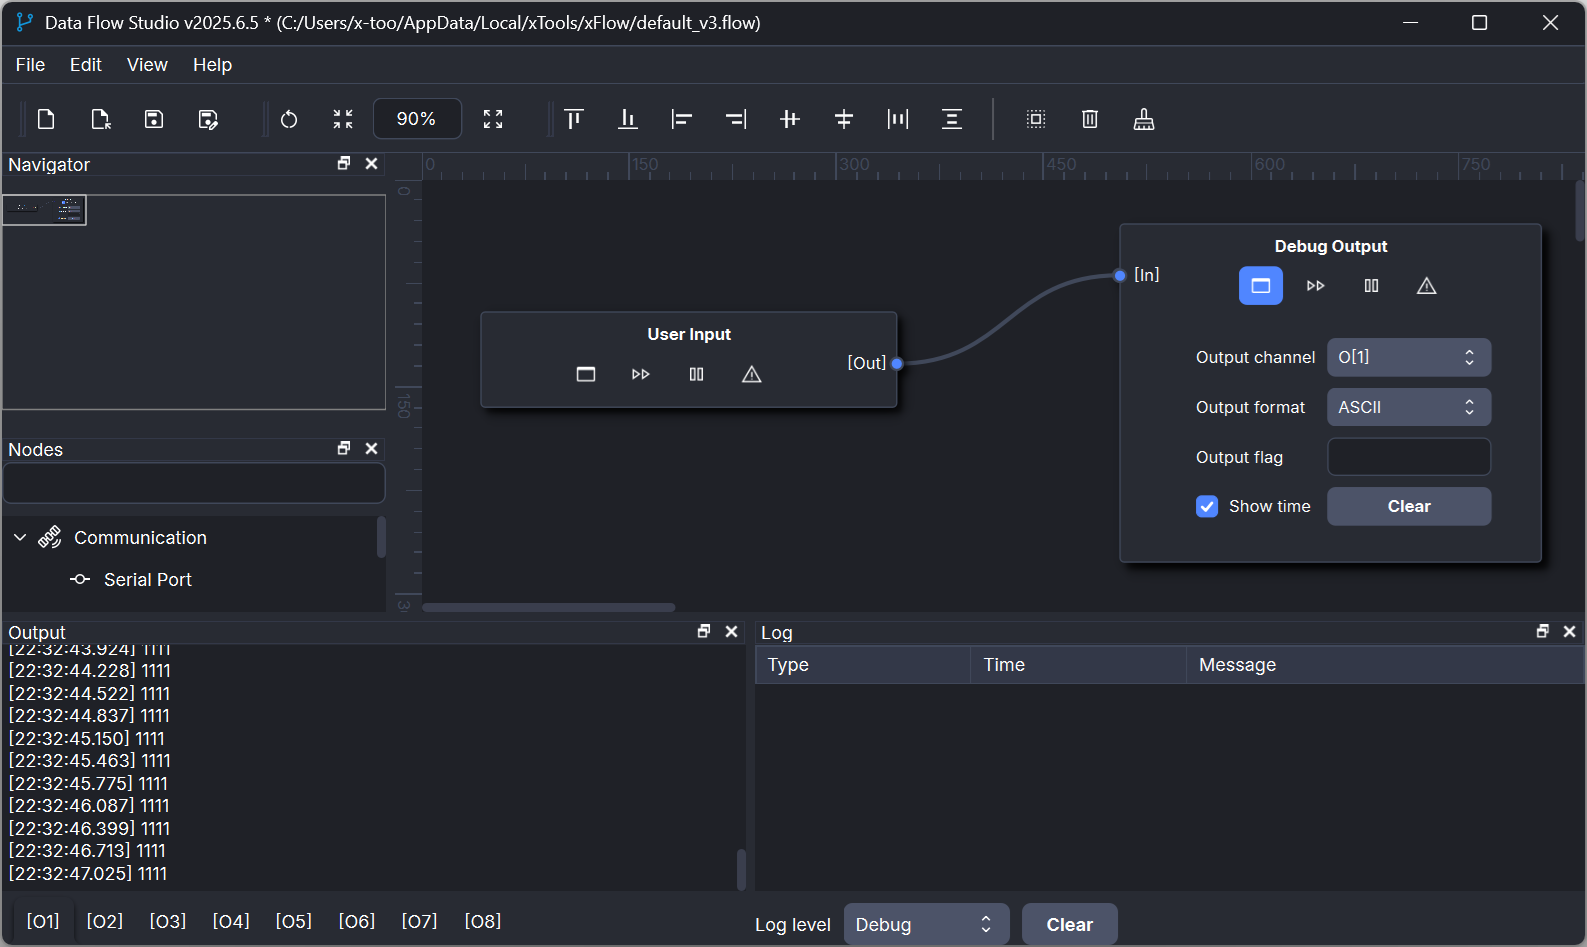 Data Flow Studio v2025.6.5 * (C:/Users/x-too/AppData/Local/xTools/xFlow/default_v3.flow)
File Edit View Help
90%
Navigator
0 150 300 450 600 750
0
150
User Input
[Out]
Debug Output
[In]
Output channel O[1]
Output format ASCII
Output flag
Show time Clear
Nodes
Communication
Serial Port
Output
[22:32:43.924] 1111
[22:32:44.228] 1111
[22:32:44.522] 1111
[22:32:44.837] 1111
[22:32:45.150] 1111
[22:32:45.463] 1111
[22:32:45.775] 1111
[22:32:46.087] 1111
[22:32:46.399] 1111
[22:32:46.713] 1111
[22:32:47.025] 1111
[O1] [O2] [O3] [O4] [O5] [O6] [O7] [O8]
Log
Type Time Message
Log level Debug Clear